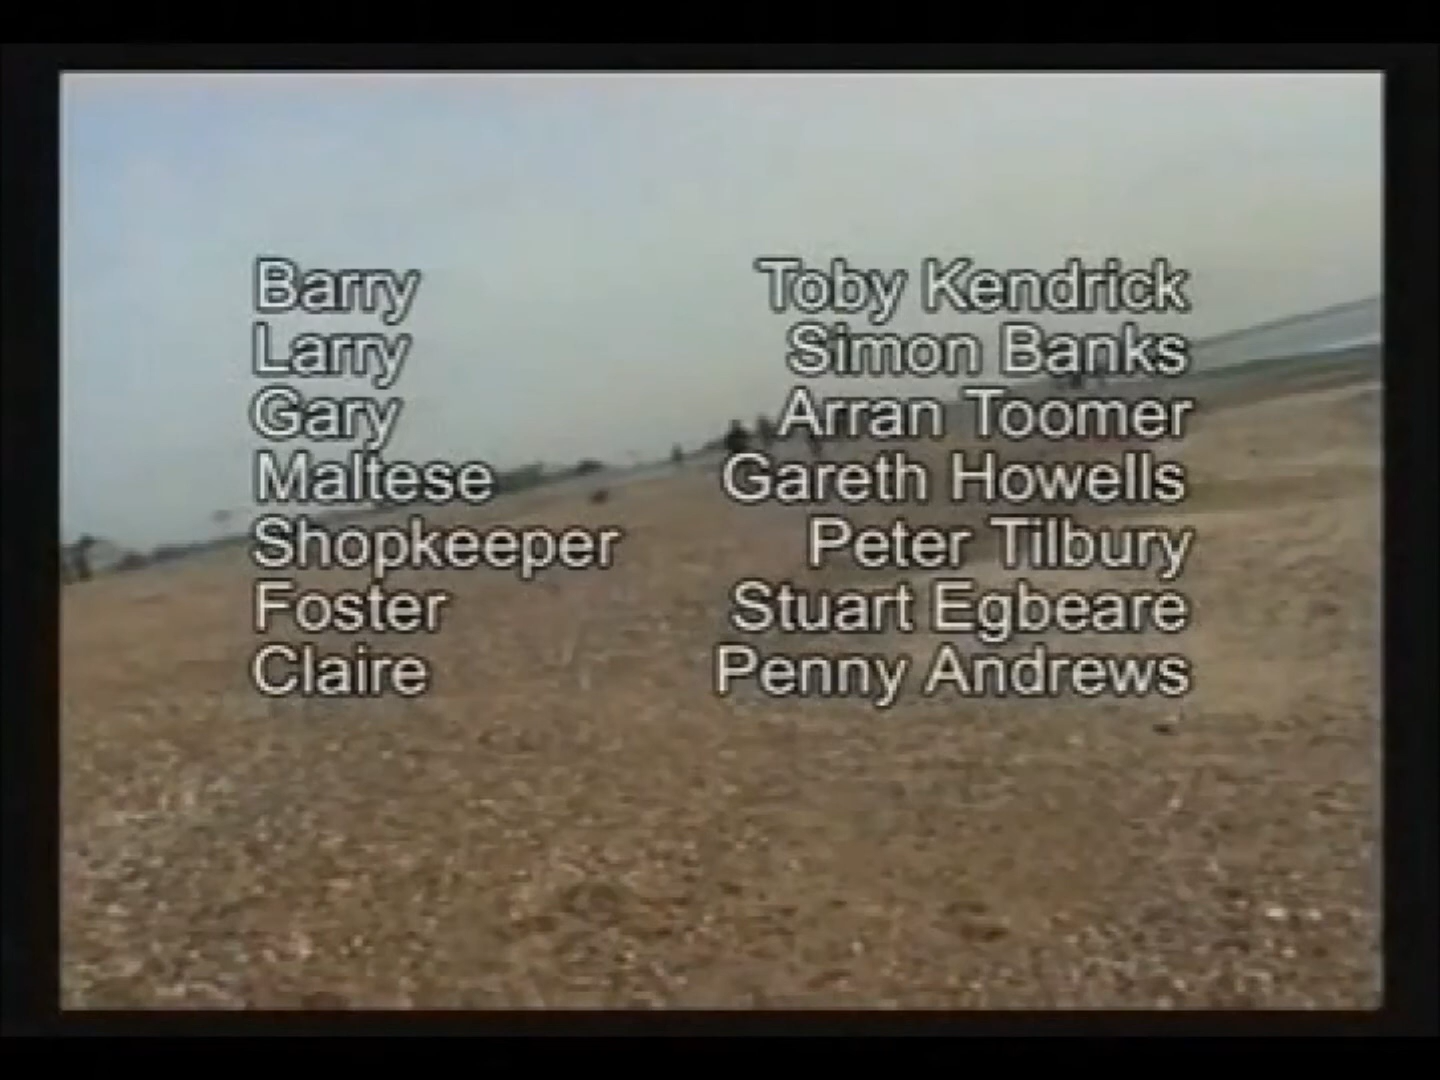 Barry Toby Kendrick
Larry Simon Banks
Gary Arran Toomer
Maltese Gareth Howells
Shopkeeper Peter Tilbury
Foster Stuart Egbeare
Claire Penny Andrews